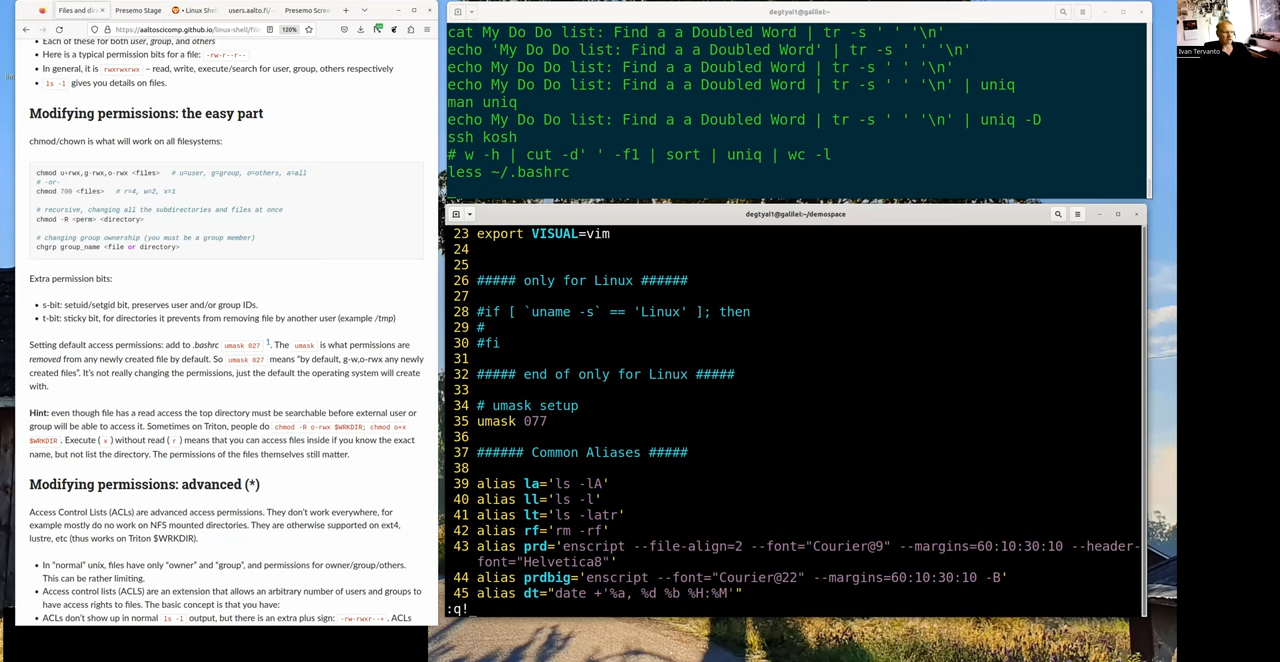 Files and dir
Presemo Stage
• Linux Shel
users.aalto.fi/~
Presemo Screen
https://aaltoscicomp.github.io/linux-shell/file
120%
Each of these for both user, group, and others
Here is a typical permission bits for a file: -rw-r--r--
In general, it is rwxrwxrwx – read, write, execute/search for user, group, others respectively
ls -l gives you details on files.
Modifying permissions: the easy part
chmod/chown is what will work on all filesystems:
chmod u+rwx,g-rwx,o-rwx <files> # u=user, g=group, o=others, a=all
# -or-
chmod 700 <files> # r=4, w=2, x=1
# recursive, changing all the subdirectories and files at once
chmod -R <perm> <directory>
# changing group ownership (you must be a group member)
chgrp group_name <file or directory>
Extra permission bits:
s-bit: setuid/setgid bit, preserves user and/or group IDs.
t-bit: sticky bit, for directories it prevents from removing file by another user (example /tmp)
Setting default access permissions: add to .bashrc umask 027 1. The umask is what permissions are
removed from any newly created file by default. So umask 027 means "by default, g-w,o-rwx any newly
created files". It's not really changing the permissions, just the default the operating system will create
with.
Hint: even though file has a read access the top directory must be searchable before external user or
group will be able to access it. Sometimes on Triton, people do chmod -R o-rwx $WRKDIR; chmod o+x
$WRKDIR . Execute ( x ) without read ( r ) means that you can access files inside if you know the exact
name, but not list the directory. The permissions of the files themselves still matter.
Modifying permissions: advanced (*)
Access Control Lists (ACLs) are advanced access permissions. They don't work everywhere, for
example mostly do no work on NFS mounted directories. They are otherwise supported on ext4,
lustre, etc (thus works on Triton $WRKDIR).
In "normal" unix, files have only "owner" and "group", and permissions for owner/group/others.
This can be rather limiting.
Access control lists (ACLS) are an extension that allows an arbitrary number of users and groups to
have access rights to files. The basic concept is that you have:
ACLs don't show up in normal ls -l output, but there is an extra plus sign: -rw-rwxr--+ . ACLs
degtyal1@galilei:~
cat My Do Do list: Find a a Doubled Word | tr -s ' ' '\n'
echo 'My Do Do list: Find a a Doubled Word' | tr -s ' ' '\n'
echo My Do Do list: Find a a Doubled Word | tr -s ' ' '\n'
echo My Do Do list: Find a a Doubled Word | tr -s ' ' '\n' | uniq
man uniq
echo My Do Do list: Find a a Doubled Word | tr -s ' ' '\n' | uniq -D
ssh kosh
# w -h | cut -d' ' -f1 | sort | uniq | wc -l
less ~/.bashrc
degtyal1@galilei:~/demospace
23 export VISUAL=vim
24
25
26 ##### only for Linux ######
27
28 #if [ `uname -s` == 'Linux' ]; then
29 #
30 #fi
31
32 ##### end of only for Linux #####
33
34 # umask setup
35 umask 077
36
37 ###### Common Aliases #####
38
39 alias la='ls -lA'
40 alias ll='ls -l'
41 alias lt='ls -latr'
42 alias rf='rm -rf'
43 alias prd='enscript --file-align=2 --font="Courier@9" --margins=60:10:30:10 --header-
font="Helvetica8"'
44 alias prdbig='enscript --font="Courier@22" --margins=60:10:30:10 -B'
45 alias dt="date +'%a, %d %b %H:%M'"
:q!
Ivan Tervanto